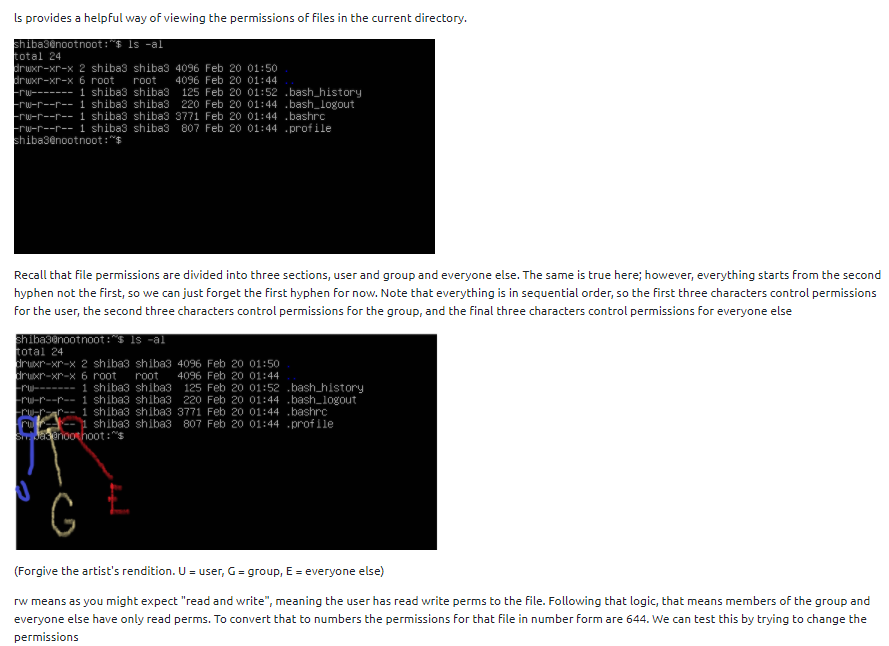 ls provides a helpful way of viewing the permissions of files in the current directory.
shiba3@nootnoot:~$ ls -al
total 24
drwxr-xr-x 2 shiba3 shiba3 4096 Feb 20 01:50 .
drwxr-xr-x 6 root   root   4096 Feb 20 01:44 ..
-rw------- 1 shiba3 shiba3  125 Feb 20 01:52 .bash_history
-rw-r--r-- 1 shiba3 shiba3  220 Feb 20 01:44 .bash_logout
-rw-r--r-- 1 shiba3 shiba3 3771 Feb 20 01:44 .bashrc
-rw-r--r-- 1 shiba3 shiba3  807 Feb 20 01:44 .profile
shiba3@nootnoot:~$
Recall that file permissions are divided into three sections, user and group and everyone else. The same is true here; however, everything starts from the second
hyphen not the first, so we can just forget the first hyphen for now. Note that everything is in sequential order, so the first three characters control permissions
for the user, the second three characters control permissions for the group, and the final three characters control permissions for everyone else
shiba3@nootnoot:~$ ls -al
total 24
drwxr-xr-x 2 shiba3 shiba3 4096 Feb 20 01:50 .
drwxr-xr-x 6 root   root   4096 Feb 20 01:44 ..
-rw------- 1 shiba3 shiba3  125 Feb 20 01:52 .bash_history
-rw-r--r-- 1 shiba3 shiba3  220 Feb 20 01:44 .bash_logout
-rw-r--r-- 1 shiba3 shiba3 3771 Feb 20 01:44 .bashrc
-rw-r--r-- 1 shiba3 shiba3  807 Feb 20 01:44 .profile
shiba3@nootnoot:~$
U G E
(Forgive the artist's rendition. U = user, G = group, E = everyone else)
rw means as you might expect "read and write", meaning the user has read write perms to the file. Following that logic, that means members of the group and
everyone else have only read perms. To convert that to numbers the permissions for that file in number form are 644. We can test this by trying to change the
permissions